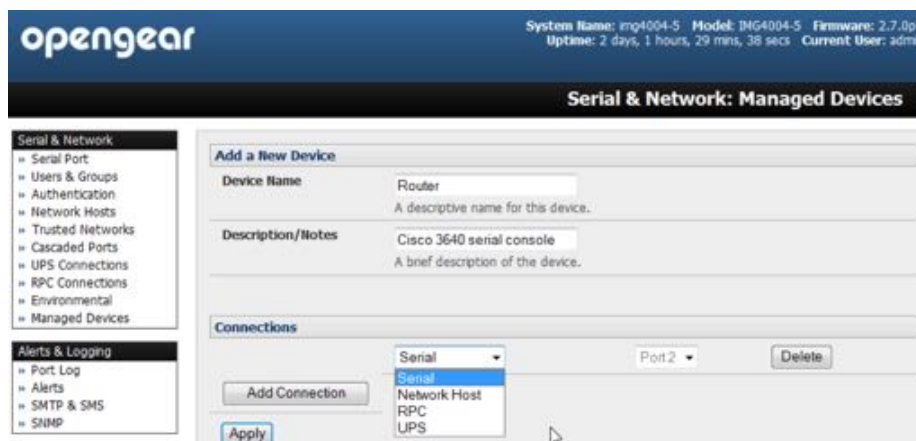 opengear
System Name: img4004-5 Model: IMG4004-5 Firmware: 2.7.0p
Uptime: 2 days, 1 hours, 29 mins, 38 secs Current User: admi
Serial & Network: Managed Devices
Serial & Network
» Serial Port
» Users & Groups
» Authentication
» Network Hosts
» Trusted Networks
» Cascaded Ports
» UPS Connections
» RPC Connections
» Environmental
» Managed Devices
Alerts & Logging
» Port Log
» Alerts
» SMTP & SMS
» SNMP
Add a New Device
Device Name
Router
A descriptive name for this device.
Description/Notes
Cisco 3640 serial console
A brief description of the device.
Connections
Serial
Port 2
Delete
Serial
Network Host
RPC
UPS
Add Connection
Apply